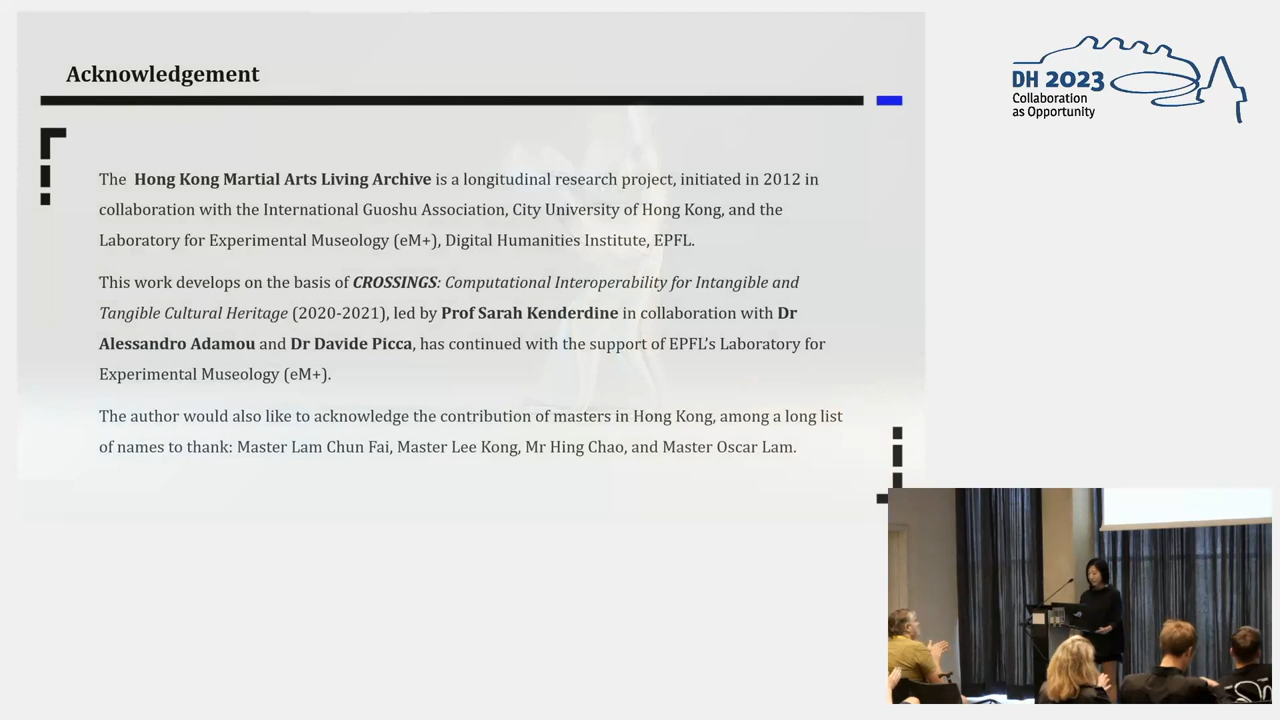 Acknowledgement
The Hong Kong Martial Arts Living Archive is a longitudinal research project, initiated in 2012 in
collaboration with the International Guoshu Association, City University of Hong Kong, and the
Laboratory for Experimental Museology (eM+), Digital Humanities Institute, EPFL.
This work develops on the basis of CROSSINGS: Computational Interoperability for Intangible and
Tangible Cultural Heritage (2020-2021), led by Prof Sarah Kenderdine in collaboration with Dr
Alessandro Adamou and Dr Davide Picca, has continued with the support of EPFL’s Laboratory for
Experimental Museology (eM+).
The author would also like to acknowledge the contribution of masters in Hong Kong, among a long list
of names to thank: Master Lam Chun Fai, Master Lee Kong, Mr Hing Chao, and Master Oscar Lam.
DH 2023
Collaboration
as Opportunity